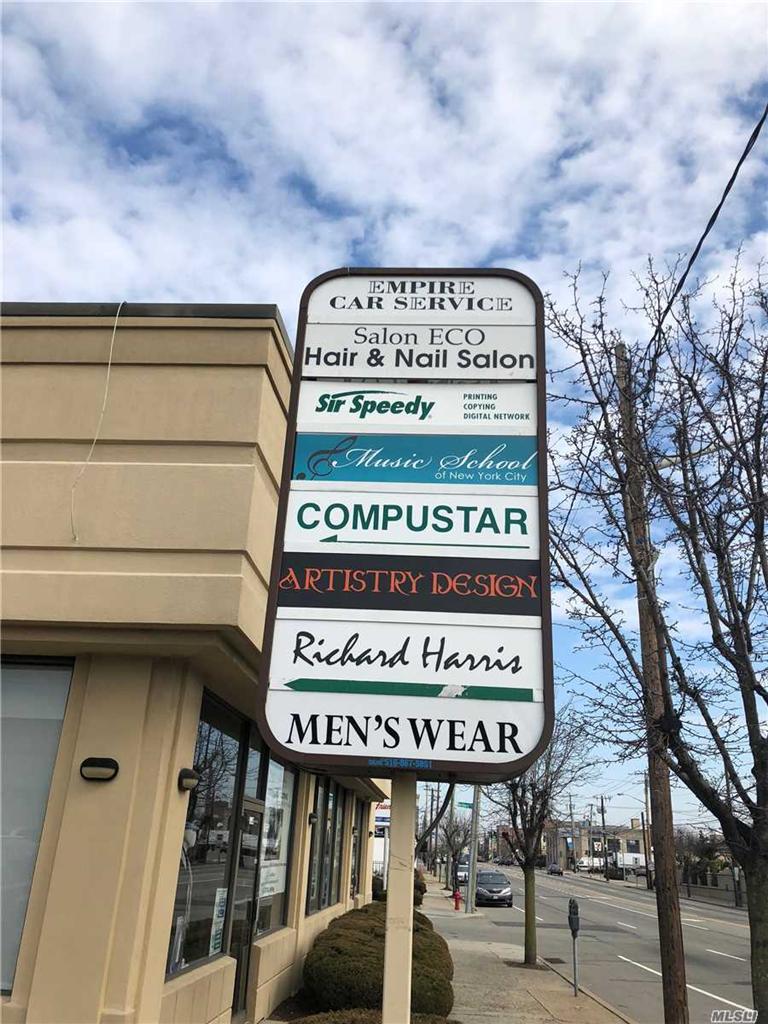 EMPIRE
CAR SERVICE
Salon ECO
Hair & Nail Salon
Sir Speedy
PRINTING
COPYING
DIGITAL NETWORK
Music School
of New York City
COMPUSTAR
ARTISTRY DESIGN
Richard Harris
MEN'S WEAR
MLSLI